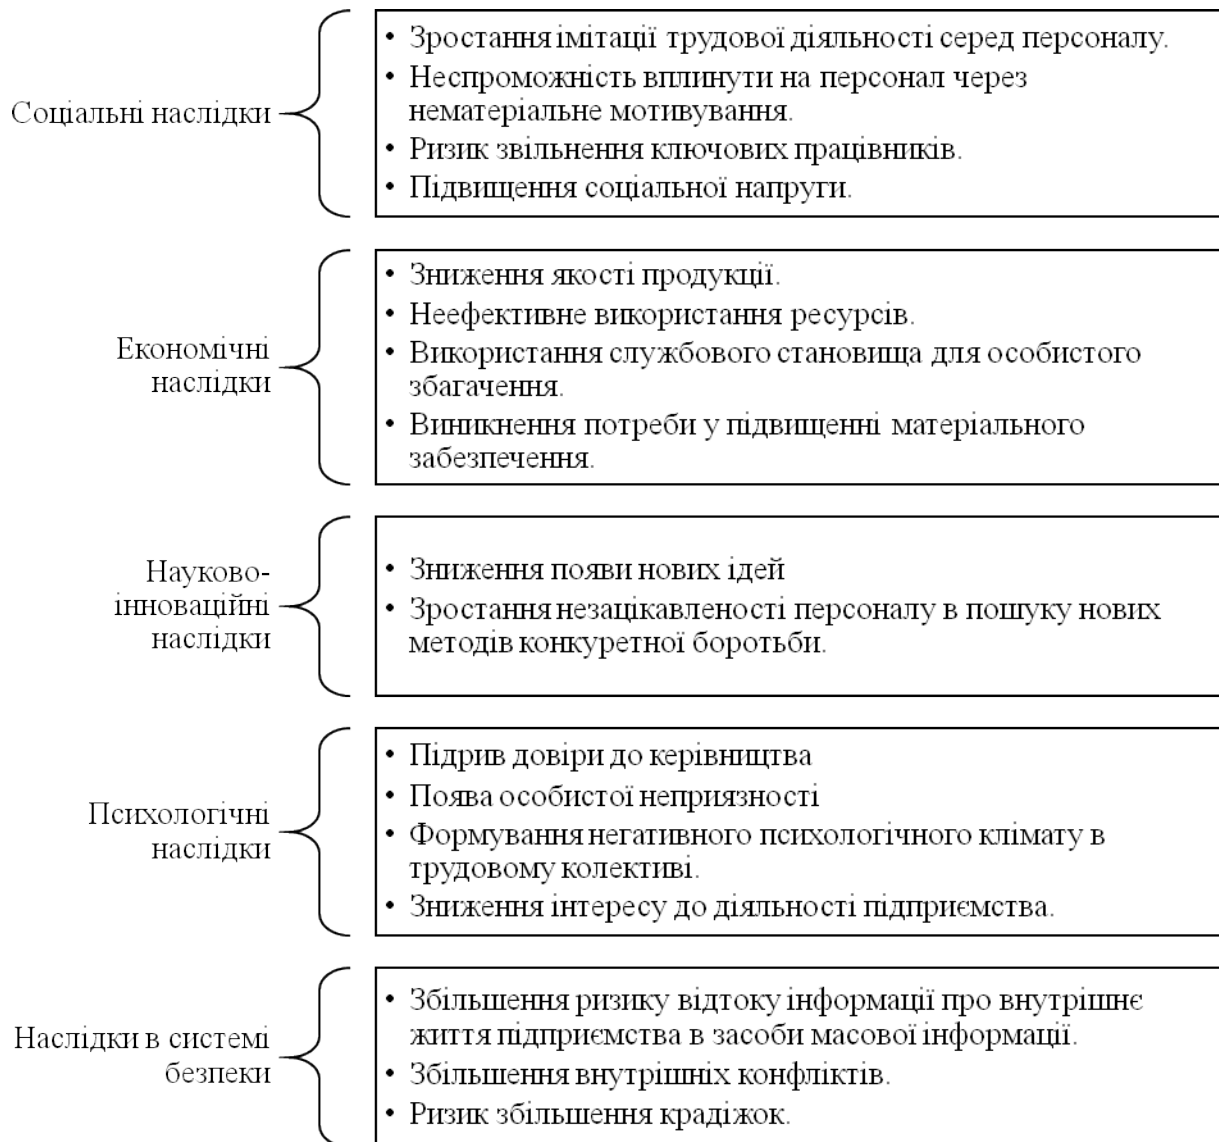 Соціальні наслідки
• Зростання імітації трудової діяльності серед персоналу.
• Неспроможність вплинути на персонал через
нематеріальне мотивування.
• Ризик звільнення ключових працівників.
• Підвищення соціальної напруги.
Економічні
наслідки
• Зниження якості продукції.
• Неефективне використання ресурсів.
• Використання службового становища для особистого
збагачення.
• Виникнення потреби у підвищенні матеріального
забезпечення.
Науково-
інноваційні
наслідки
• Зниження появи нових ідей
• Зростання незацікавленості персоналу в пошуку нових
методів конкуретної боротьби.
Психологічні
наслідки
• Підрив довіри до керівництва
• Поява особистої неприязності
• Формування негативного психологічного клімату в
трудовому колективі.
• Зниження інтересу до діяльності підприємства.
Наслідки в системі
безпеки
• Збільшення ризику відтоку інформації про внутрішнє
життя підприємства в засоби масової інформації.
• Збільшення внутрішніх конфліктів.
• Ризик збільшення крадіжок.